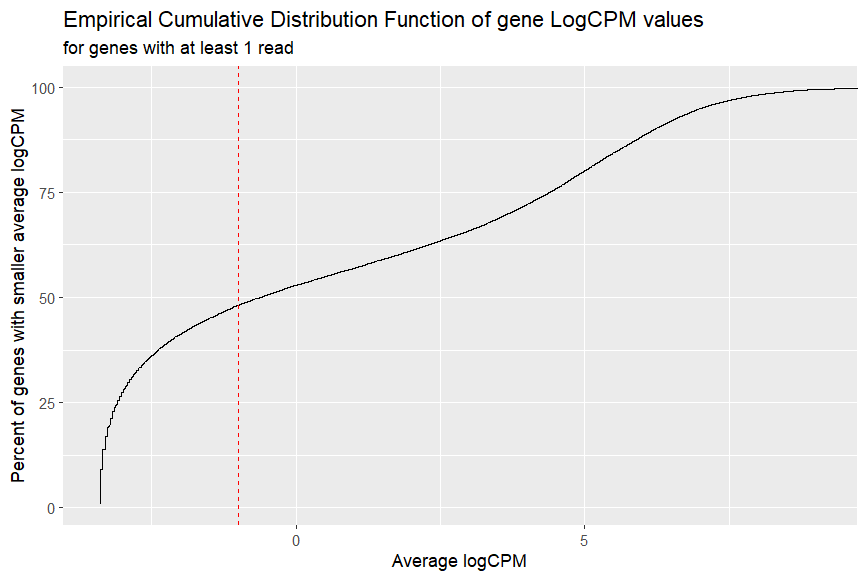 Empirical Cumulative Distribution Function of gene LogCPM values
for genes with at least 1 read
Percent of genes with smaller average logCPM
100
75
50
25
0
0
5
Average logCPM